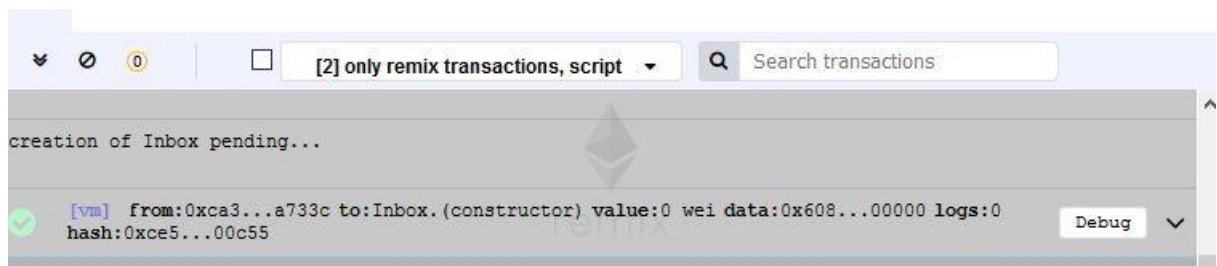 0 [2] only remix transactions, script Search transactions
creation of Inbox pending...
[vm] from:0xca3...a733c to:Inbox.(constructor) value:0 wei data:0x608...00000 logs:0
hash:0xce5...00c55
Debug
remix